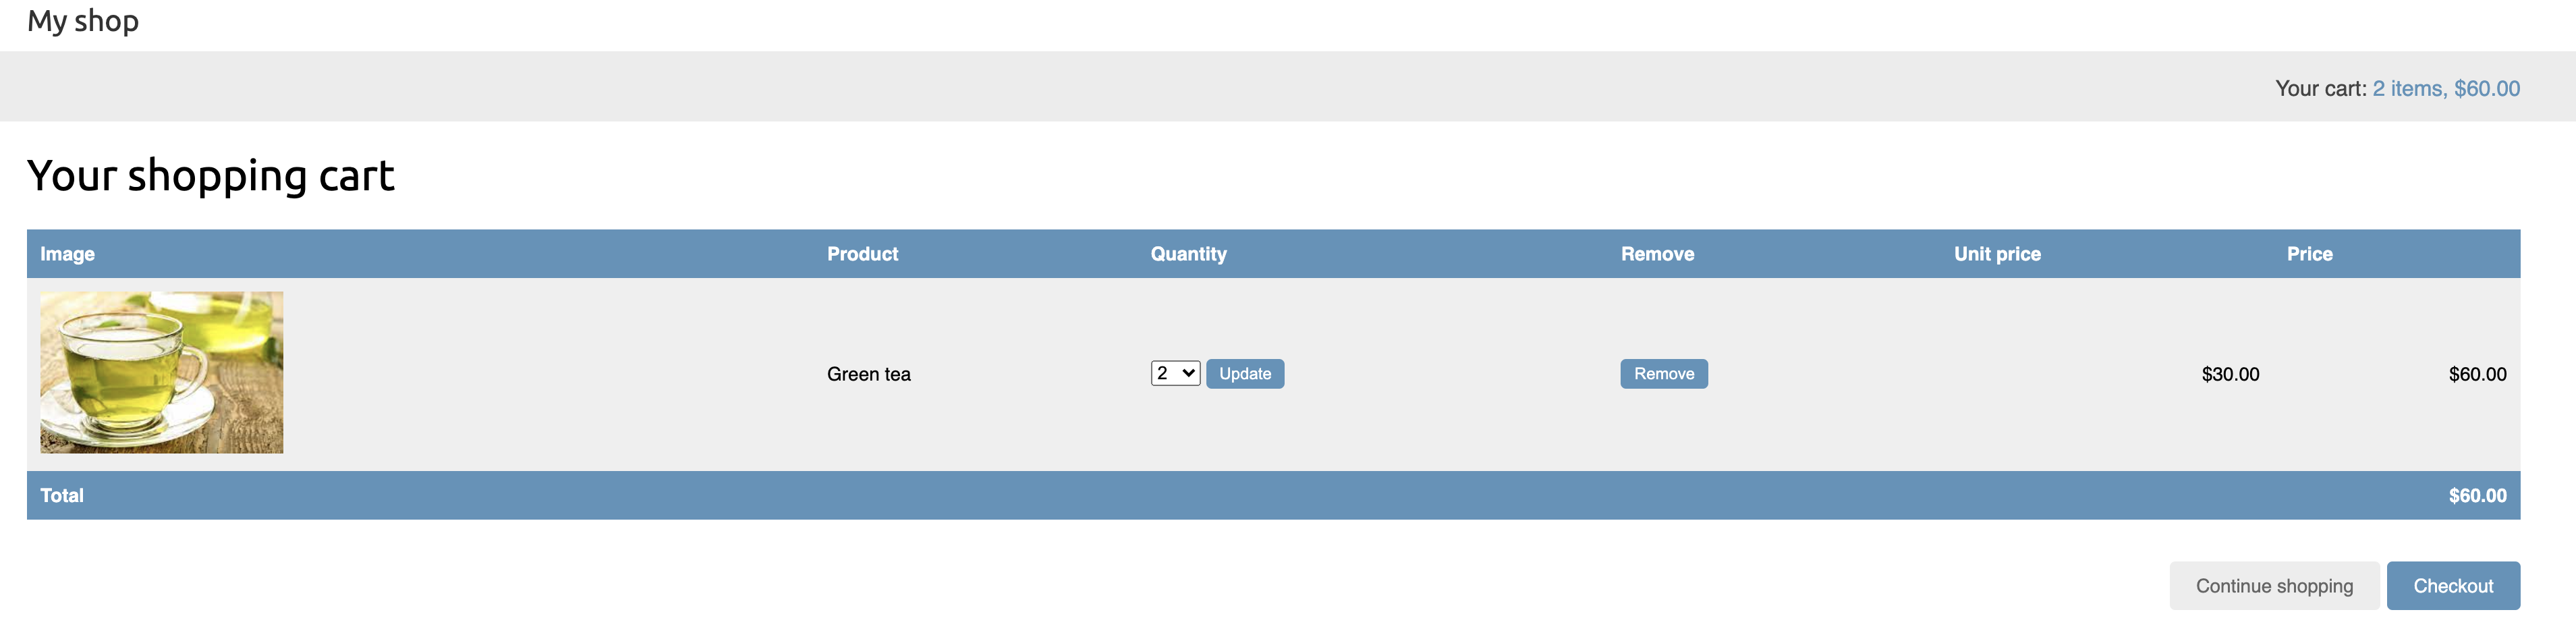 My shop
Your cart: 2 items, $60.00
Your shopping cart
Image Product Quantity Remove Unit price Price
Green tea 2 Update Remove $30.00 $60.00
Total $60.00
Continue shopping Checkout